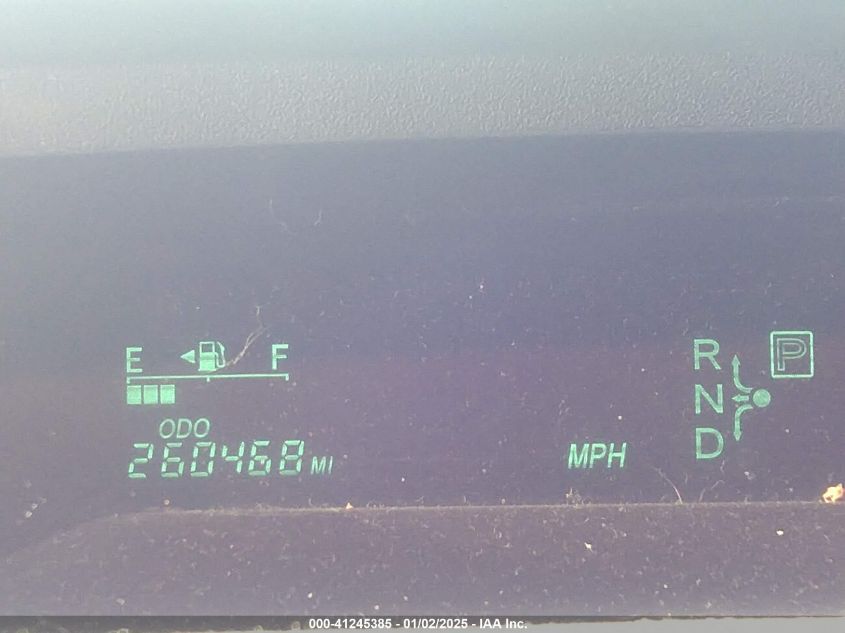 E F
ODO
260468 MI
MPH
R P
N
D
000-41245385 - 01/02/2025 - IAA Inc.